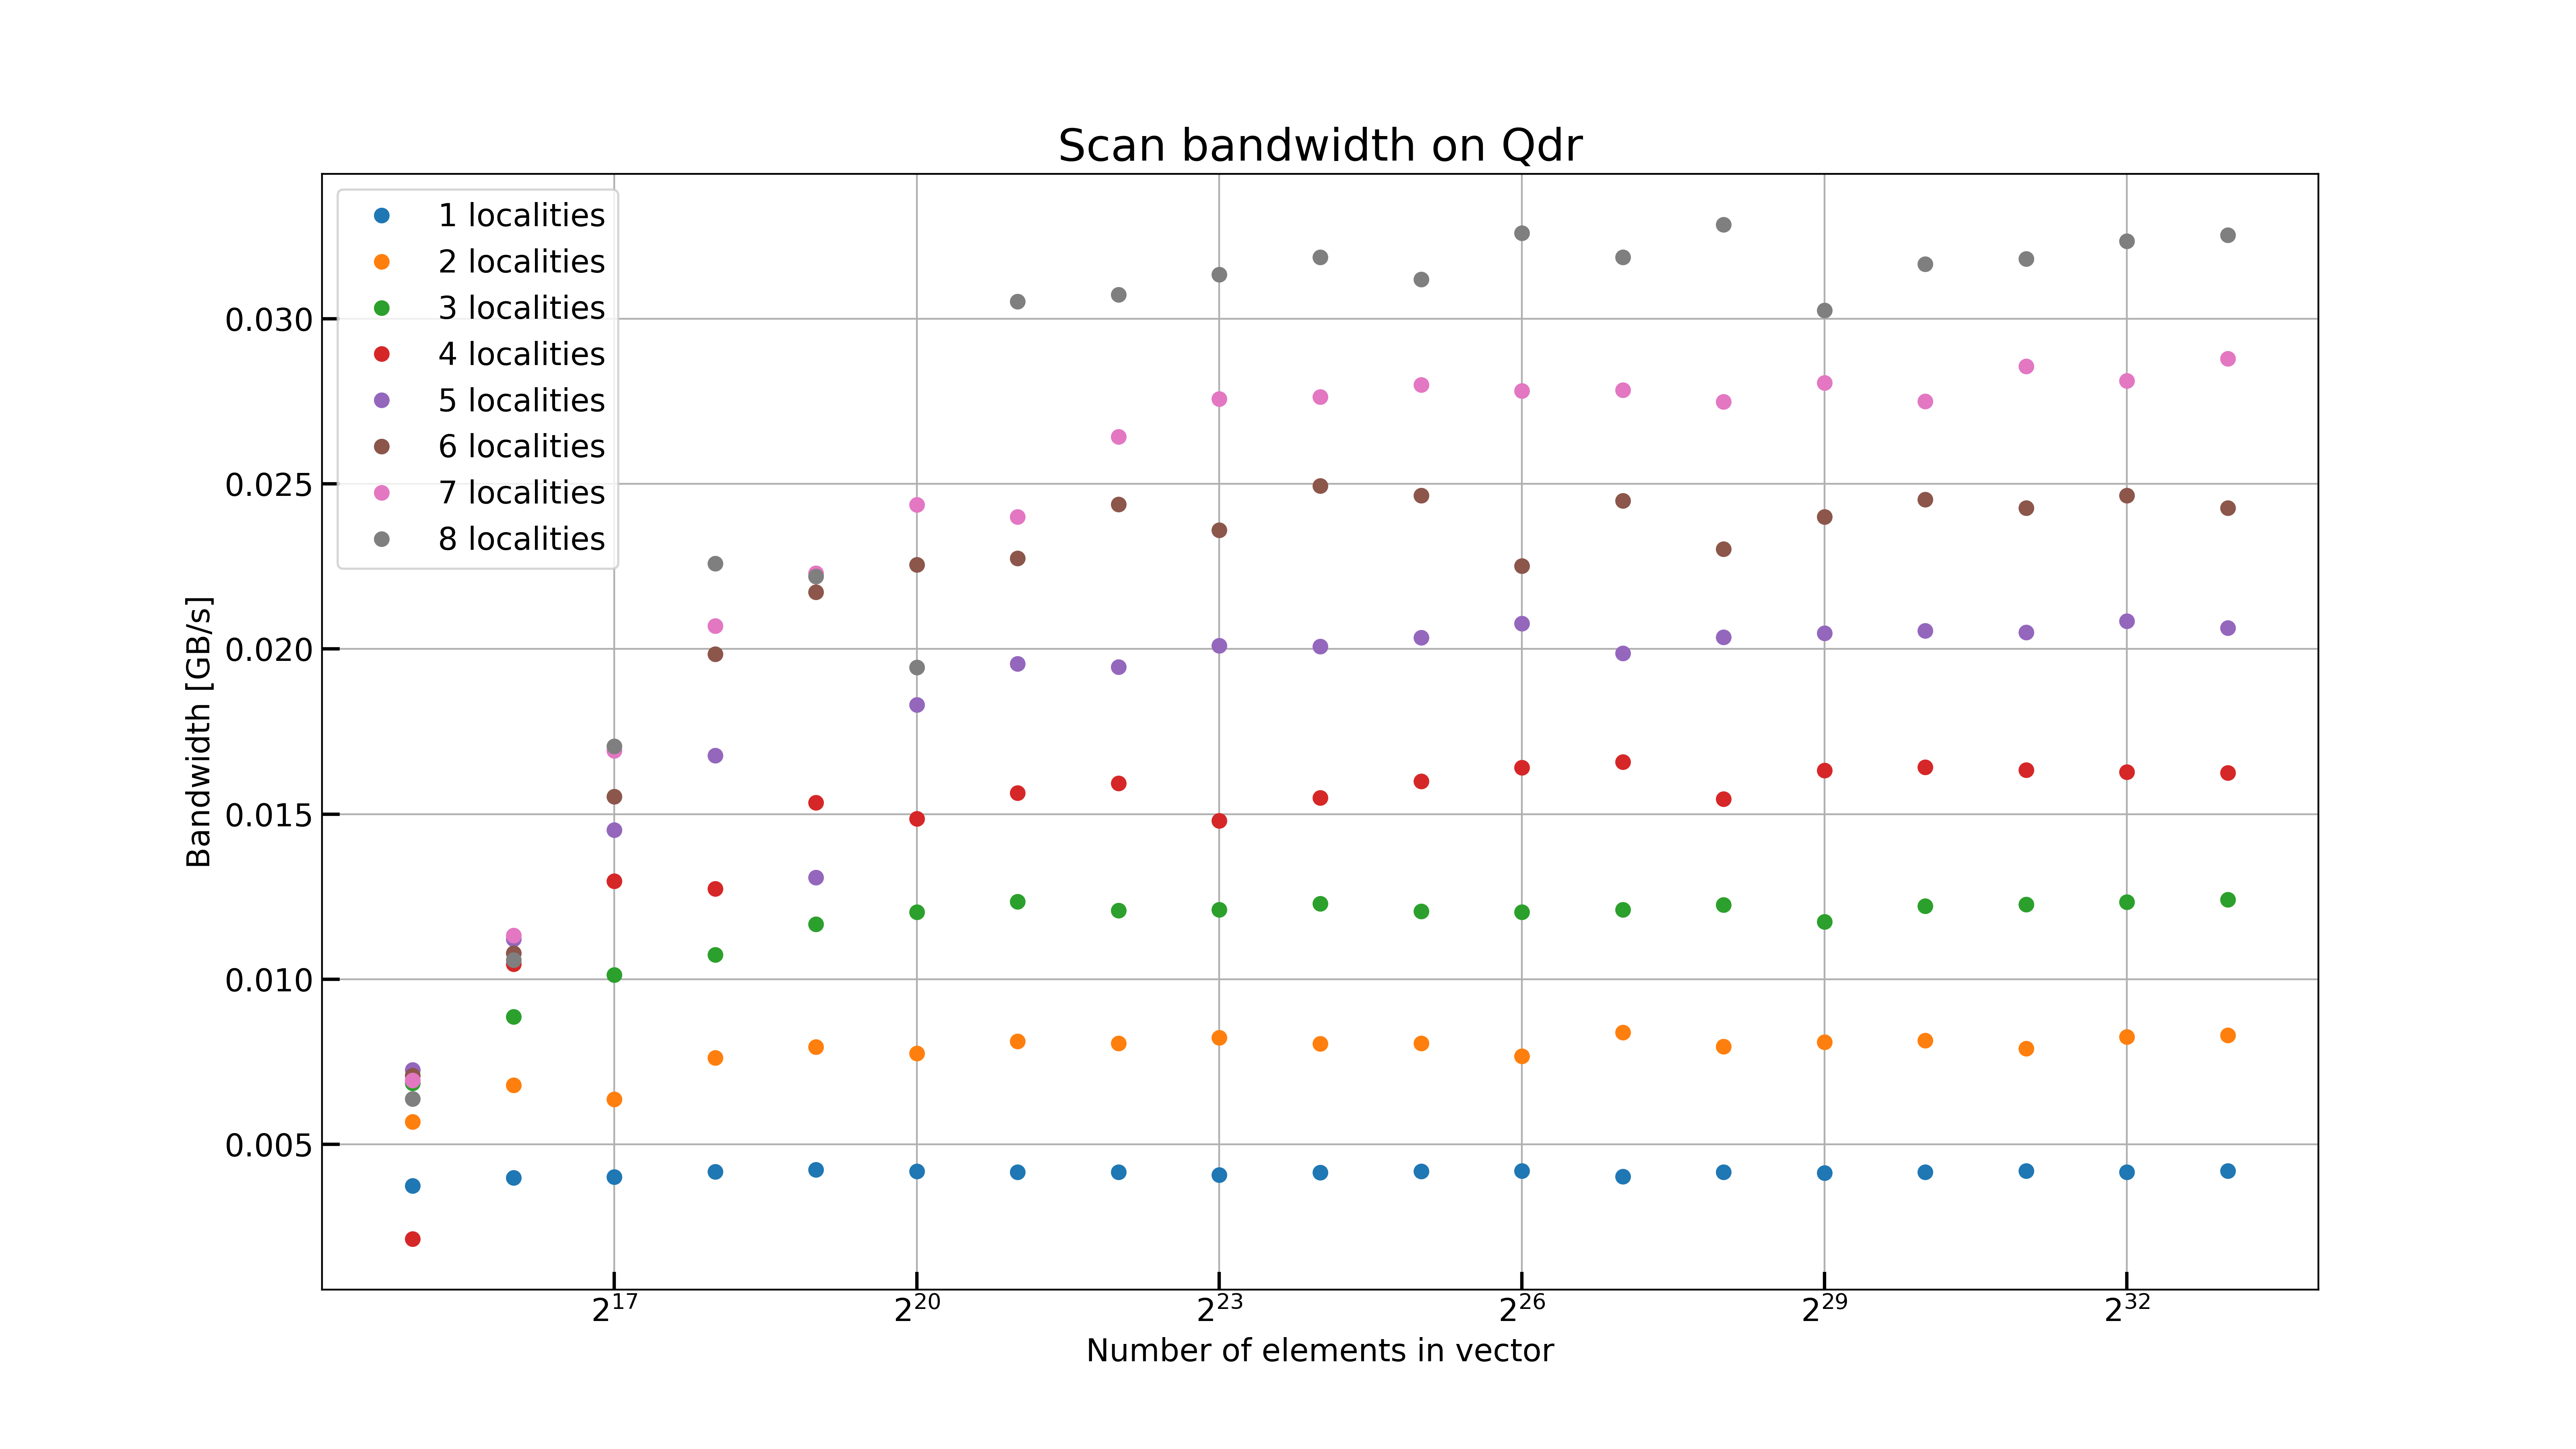 Scan bandwidth on Qdr
1 localities
2 localities
3 localities
4 localities
5 localities
6 localities
7 localities
8 localities
0.030
0.025
0.020
0.015
0.010
0.005
Bandwidth [GB/s]
2^17 2^20 2^23 2^26 2^29 2^32
Number of elements in vector